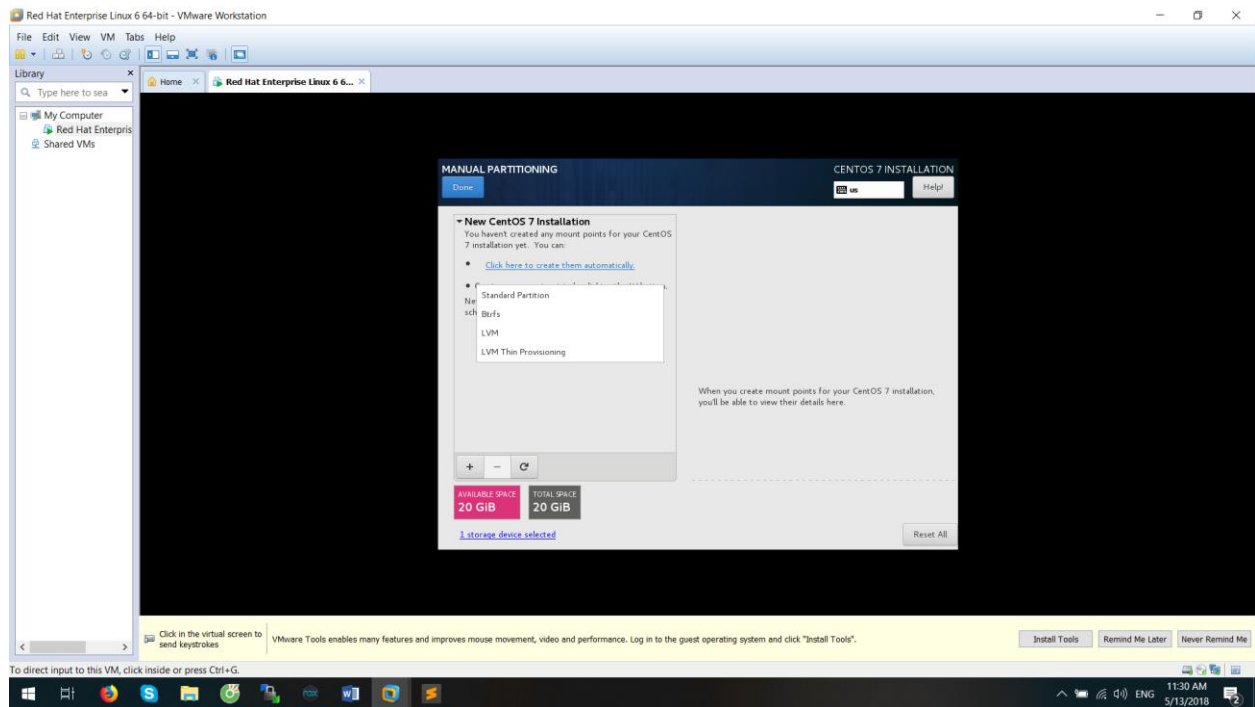 Red Hat Enterprise Linux 6 64-bit - VMware Workstation
File Edit View VM Tabs Help
Library
Home
Red Hat Enterprise Linux 6 6...
Type here to sea
My Computer
Red Hat Enterpris
Shared VMs
MANUAL PARTITIONING
CENTOS 7 INSTALLATION
Done
us
Help!
New CentOS 7 Installation
You haven't created any mount points for your CentOS
7 installation yet. You can:
Click here to create them automatically.
Ne
sch
Standard Partition
Btrfs
LVM
LVM Thin Provisioning
When you create mount points for your CentOS 7 installation,
you'll be able to view their details here.
+ - 
AVAILABLE SPACE
20 GiB
TOTAL SPACE
20 GiB
1 storage device selected
Reset All
Click in the virtual screen to
send keystrokes
VMware Tools enables many features and improves mouse movement, video and performance. Log in to the guest operating system and click "Install Tools".
Install Tools
Remind Me Later
Never Remind Me
To direct input to this VM, click inside or press Ctrl+G.
ENG
11:30 AM
5/13/2018
2